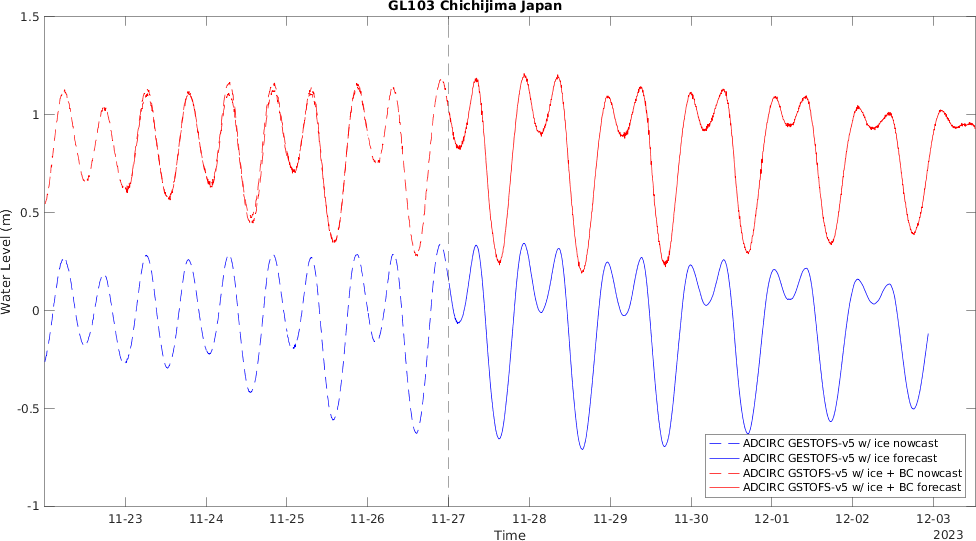 GL103 Chichijima Japan
1.5
1
0.5
0
-0.5
-1
Water Level (m)
ADCIRC GESTOFS-v5 w/ ice nowcast
ADCIRC GESTOFS-v5 w/ ice forecast
ADCIRC GSTOFS-v5 w/ ice + BC nowcast
ADCIRC GSTOFS-v5 w/ ice + BC forecast
11-23 11-24 11-25 11-26 11-27 11-28 11-29 11-30 12-01 12-02 12-03
Time
2023